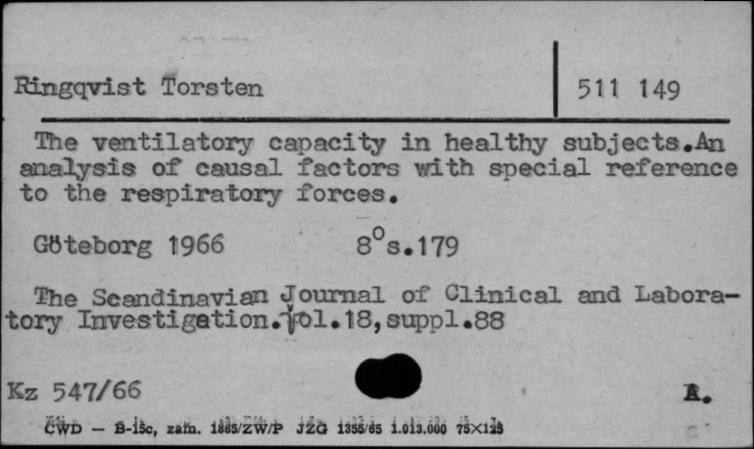 Ringqvist Torsten
511 149
The ventilatory capacity in healthy subjects.An
analysis of causal factors with special reference
to the respiratory forces.
Göteborg 1966 8°s.179
The Scandinavian Journal of Clinical and Labora-
tory Investigation.Vol.18,suppl.88
Kz 547/66
A.
CWD — B-15c, zam. 1885/ZW/P JZG 1355/65 1.013.000 75×125